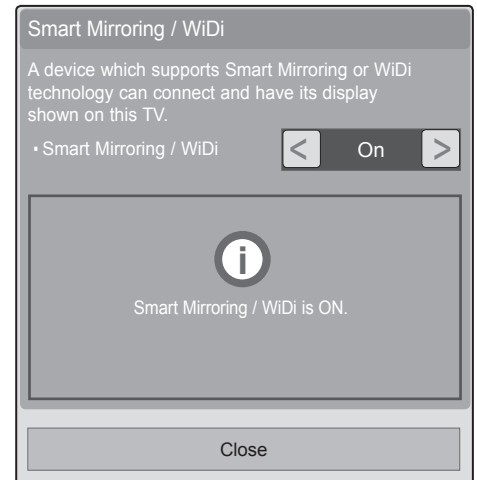 Smart Mirroring / WiDi
A device which supports Smart Mirroring or WiDi
technology can connect and have its display
shown on this TV.
▪ Smart Mirroring / WiDi < On >
i
Smart Mirroring / WiDi is ON.
Close